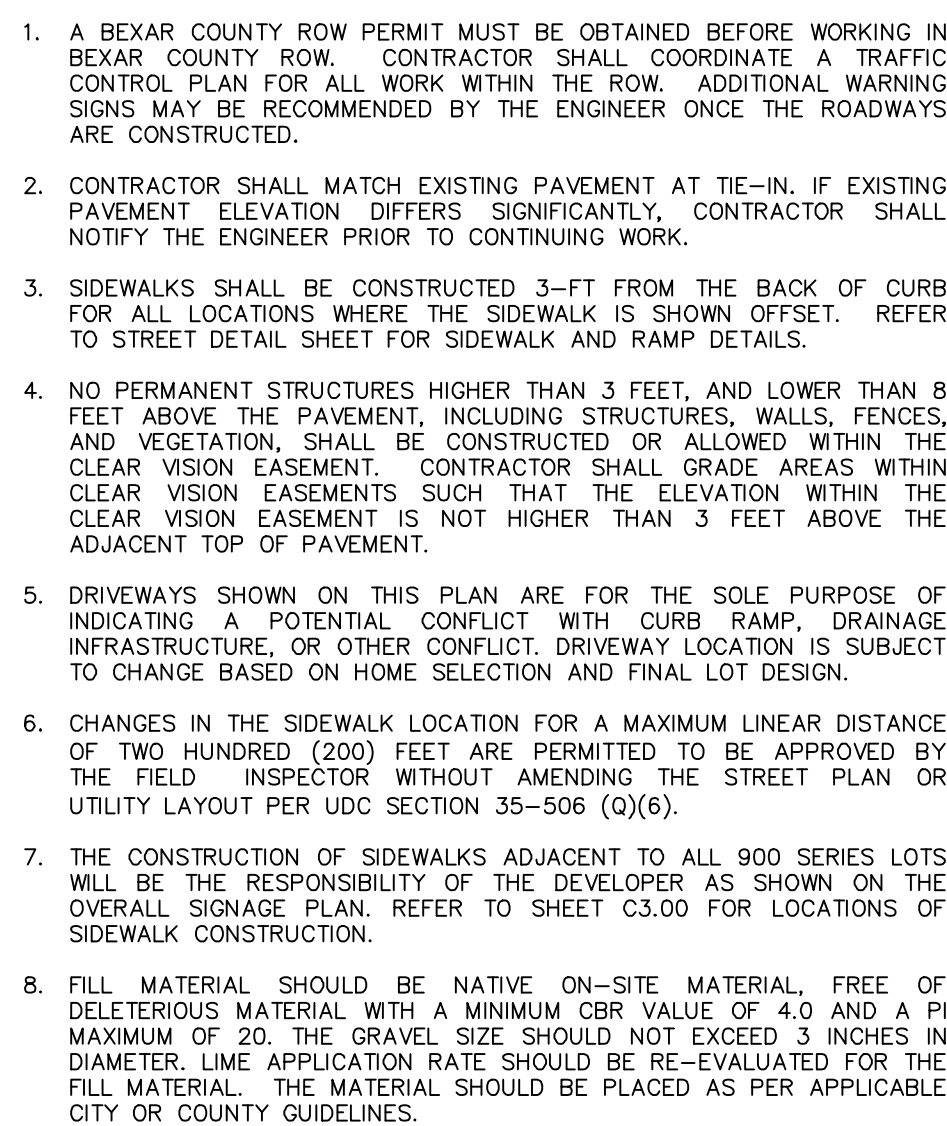 1. A BEXAR COUNTY ROW PERMIT MUST BE OBTAINED BEFORE WORKING IN
BEXAR COUNTY ROW. CONTRACTOR SHALL COORDINATE A TRAFFIC
CONTROL PLAN FOR ALL WORK WITHIN THE ROW. ADDITIONAL WARNING
SIGNS MAY BE RECOMMENDED BY THE ENGINEER ONCE THE ROADWAYS
ARE CONSTRUCTED.
2. CONTRACTOR SHALL MATCH EXISTING PAVEMENT AT TIE–IN. IF EXISTING
PAVEMENT ELEVATION DIFFERS SIGNIFICANTLY, CONTRACTOR SHALL
NOTIFY THE ENGINEER PRIOR TO CONTINUING WORK.
3. SIDEWALKS SHALL BE CONSTRUCTED 3–FT FROM THE BACK OF CURB
FOR ALL LOCATIONS WHERE THE SIDEWALK IS SHOWN OFFSET. REFER
TO STREET DETAIL SHEET FOR SIDEWALK AND RAMP DETAILS.
4. NO PERMANENT STRUCTURES HIGHER THAN 3 FEET, AND LOWER THAN 8
FEET ABOVE THE PAVEMENT, INCLUDING STRUCTURES, WALLS, FENCES,
AND VEGETATION, SHALL BE CONSTRUCTED OR ALLOWED WITHIN THE
CLEAR VISION EASEMENT. CONTRACTOR SHALL GRADE AREAS WITHIN
CLEAR VISION EASEMENTS SUCH THAT THE ELEVATION WITHIN THE
CLEAR VISION EASEMENT IS NOT HIGHER THAN 3 FEET ABOVE THE
ADJACENT TOP OF PAVEMENT.
5. DRIVEWAYS SHOWN ON THIS PLAN ARE FOR THE SOLE PURPOSE OF
INDICATING A POTENTIAL CONFLICT WITH CURB RAMP, DRAINAGE
INFRASTRUCTURE, OR OTHER CONFLICT. DRIVEWAY LOCATION IS SUBJECT
TO CHANGE BASED ON HOME SELECTION AND FINAL LOT DESIGN.
6. CHANGES IN THE SIDEWALK LOCATION FOR A MAXIMUM LINEAR DISTANCE
OF TWO HUNDRED (200) FEET ARE PERMITTED TO BE APPROVED BY
THE FIELD INSPECTOR WITHOUT AMENDING THE STREET PLAN OR
UTILITY LAYOUT PER UDC SECTION 35–506 (Q)(6).
7. THE CONSTRUCTION OF SIDEWALKS ADJACENT TO ALL 900 SERIES LOTS
WILL BE THE RESPONSIBILITY OF THE DEVELOPER AS SHOWN ON THE
OVERALL SIGNAGE PLAN. REFER TO SHEET C3.00 FOR LOCATIONS OF
SIDEWALK CONSTRUCTION.
8. FILL MATERIAL SHOULD BE NATIVE ON–SITE MATERIAL, FREE OF
DELETERIOUS MATERIAL WITH A MINIMUM CBR VALUE OF 4.0 AND A PI
MAXIMUM OF 20. THE GRAVEL SIZE SHOULD NOT EXCEED 3 INCHES IN
DIAMETER. LIME APPLICATION RATE SHOULD BE RE–EVALUATED FOR THE
FILL MATERIAL. THE MATERIAL SHOULD BE PLACED AS PER APPLICABLE
CITY OR COUNTY GUIDELINES.